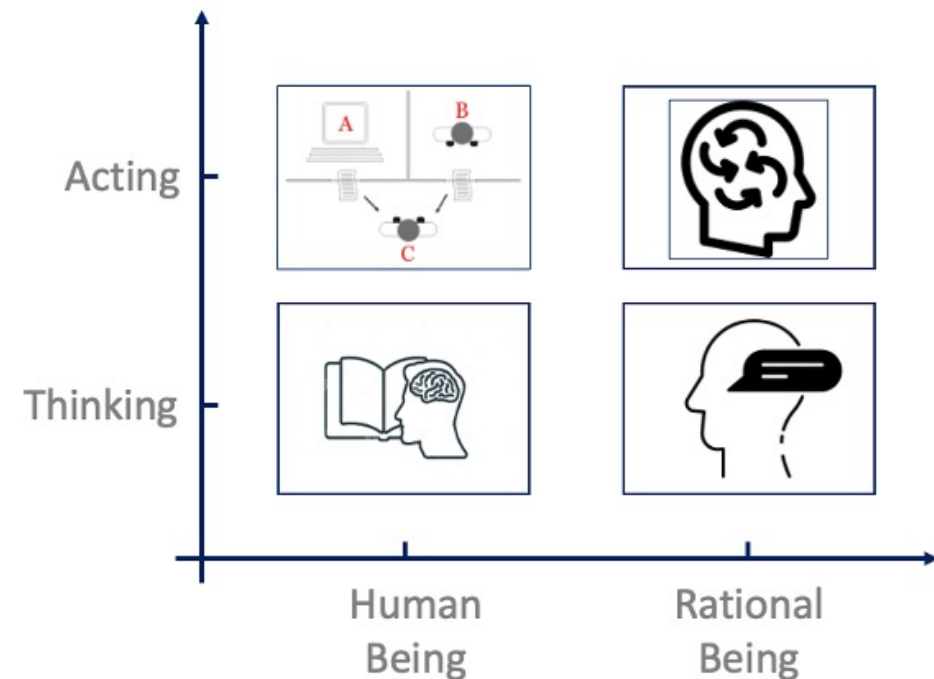 Acting
A
B
C
Thinking
Human
Being
Rational
Being